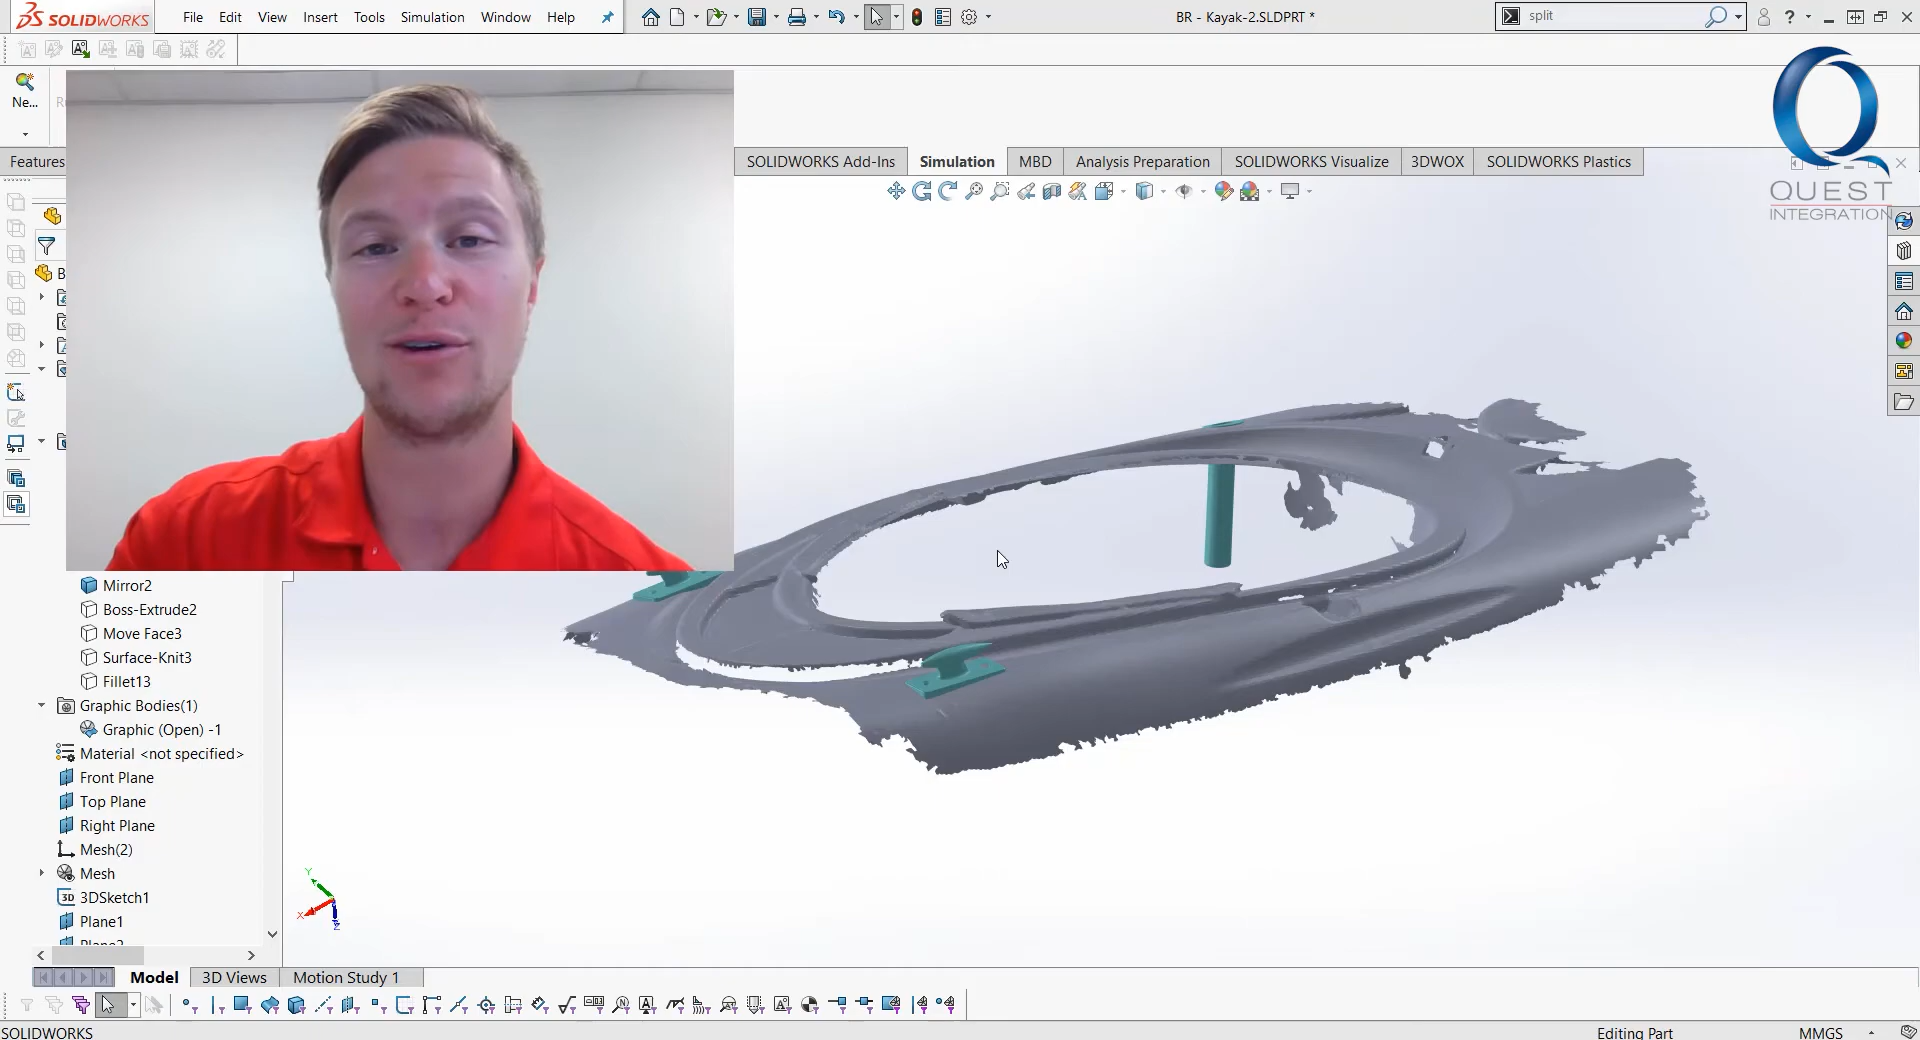 SOLIDWORKS
File Edit View Insert Tools Simulation Window Help
BR - Kayak-2.SLDPRT *
split
?
Ne...
Features
SOLIDWORKS Add-Ins
Simulation
MBD
Analysis Preparation
SOLIDWORKS Visualize
3DWOX
SOLIDWORKS Plastics
QUEST
INTEGRATION
B
Mirror2
Boss-Extrude2
Move Face3
Surface-Knit3
Fillet13
Graphic Bodies(1)
Graphic (Open) -1
Material <not specified>
Front Plane
Top Plane
Right Plane
Mesh(2)
Mesh
3D 3DSketch1
Plane1
Plane2
Y
X
Z
Model
3D Views
Motion Study 1
SOLIDWORKS
Editing Part
MMGS